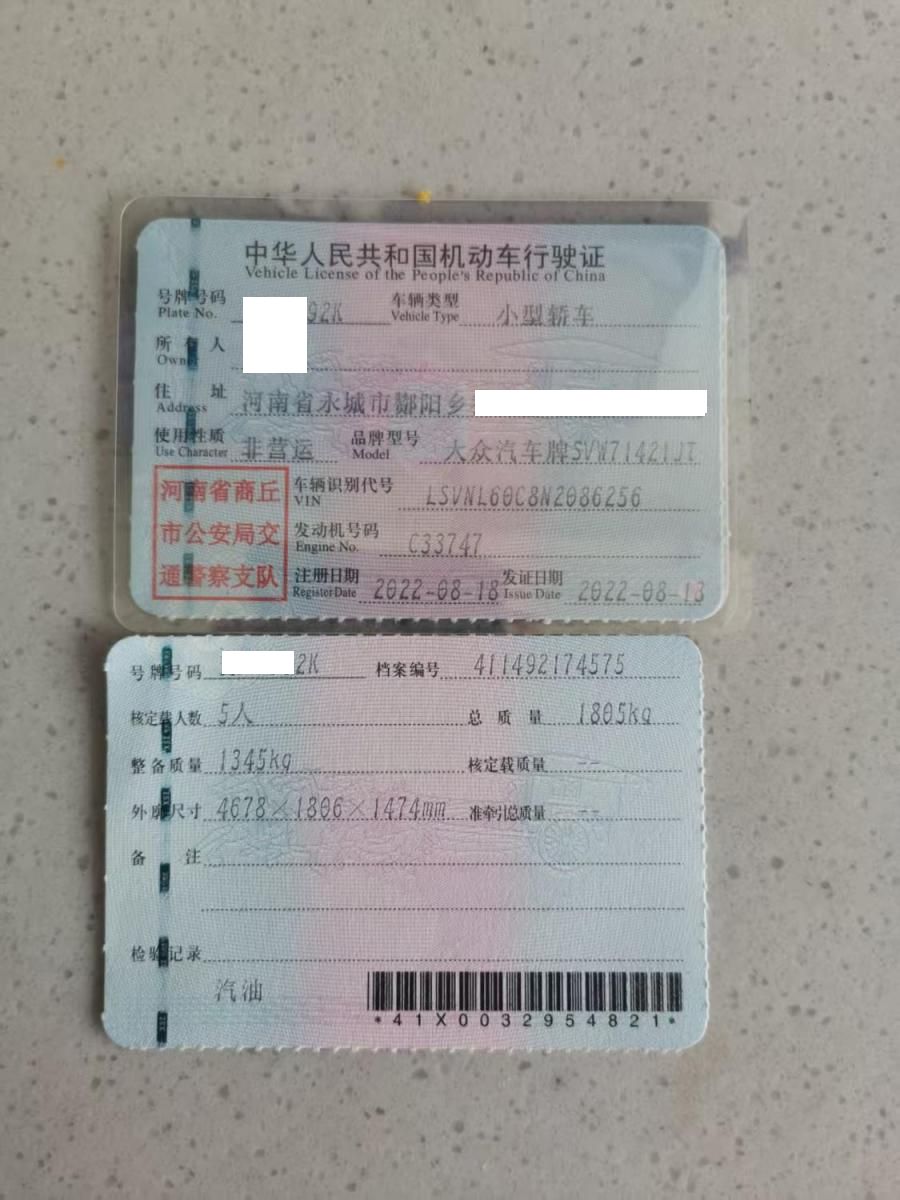 中华人民共和国机动车行驶证
Vehicle License of the People's Republic of China
号牌号码 Plate No. 92K 车辆类型 Vehicle Type 小型轿车
所有人 Owner
住址 Address 河南省永城市酂阳乡
使用性质 Use Character 非营运 品牌型号 Model 大众汽车牌SVW71421JT
河南省商丘
市公安局交
通警察支队
车辆识别代号 VIN LSVNL60C8N2086256
发动机号码 Engine No. C33747
注册日期 Register Date 2022-08-18 发证日期 Issue Date 2022-08-18
号牌号码 2K 档案编号 411492174575
核定载人数 5人 总质量 1805kg
整备质量 1345kg 核定载质量 --
外廓尺寸 4678×1806×1474mm 准牵引总质量 --
备注
检验记录
汽油
*41X0032954821*